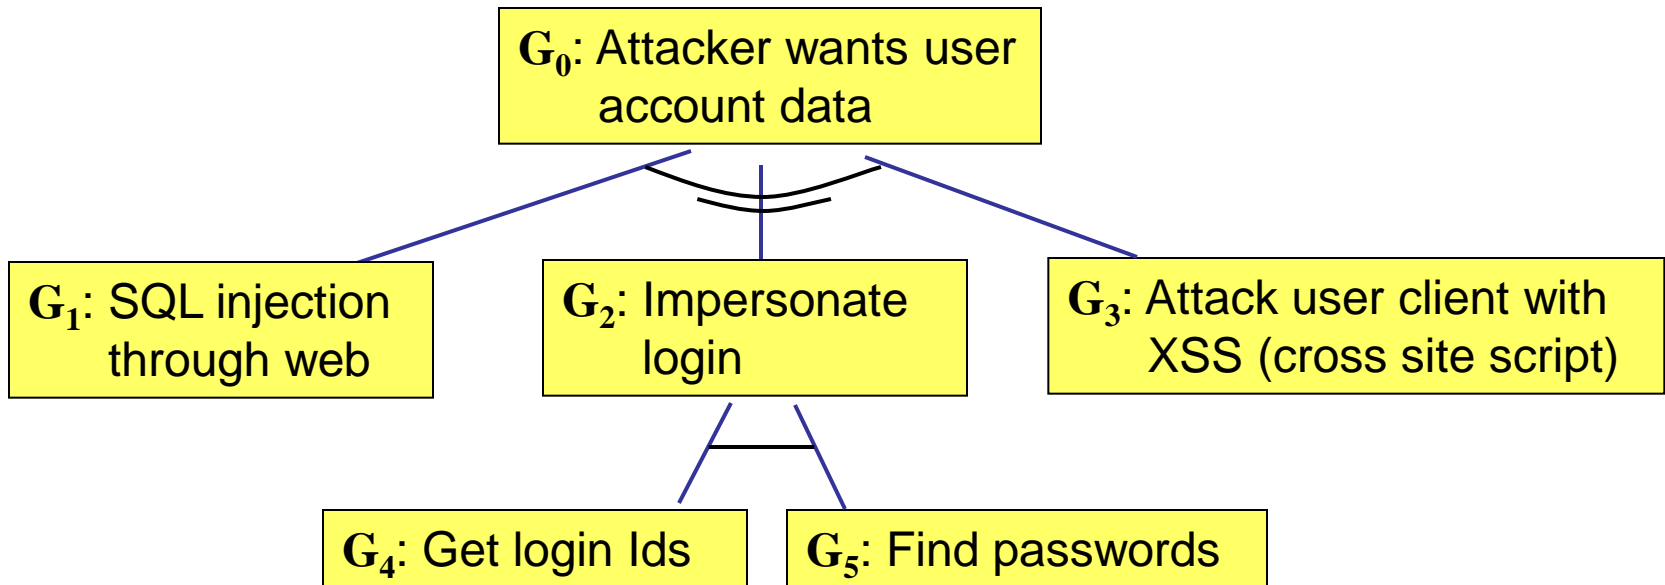 G₀: Attacker wants user
account data
G₁: SQL injection
through web
G₂: Impersonate
login
G₃: Attack user client with
XSS (cross site script)
G₄: Get login Ids
G₅: Find passwords